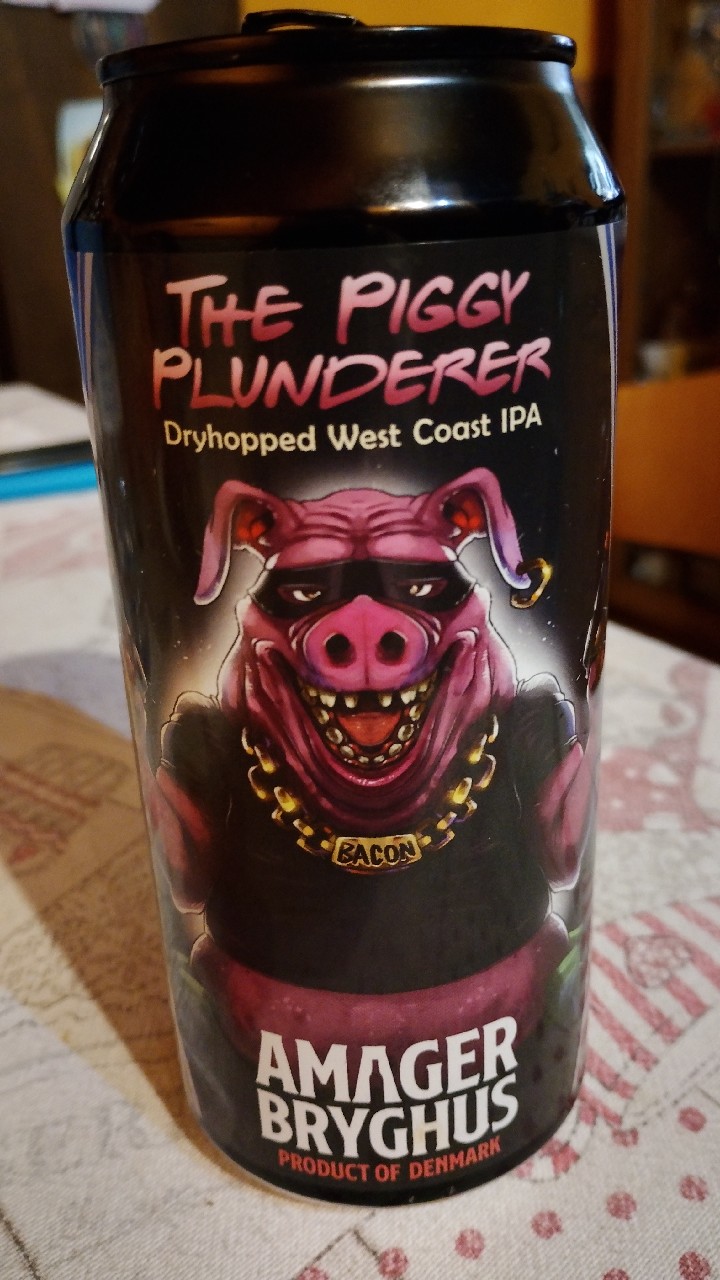 The Piggy
Plunderer
Dryhopped West Coast IPA
BACON
AMAGER
BRYGHUS
PRODUCT OF DENMARK